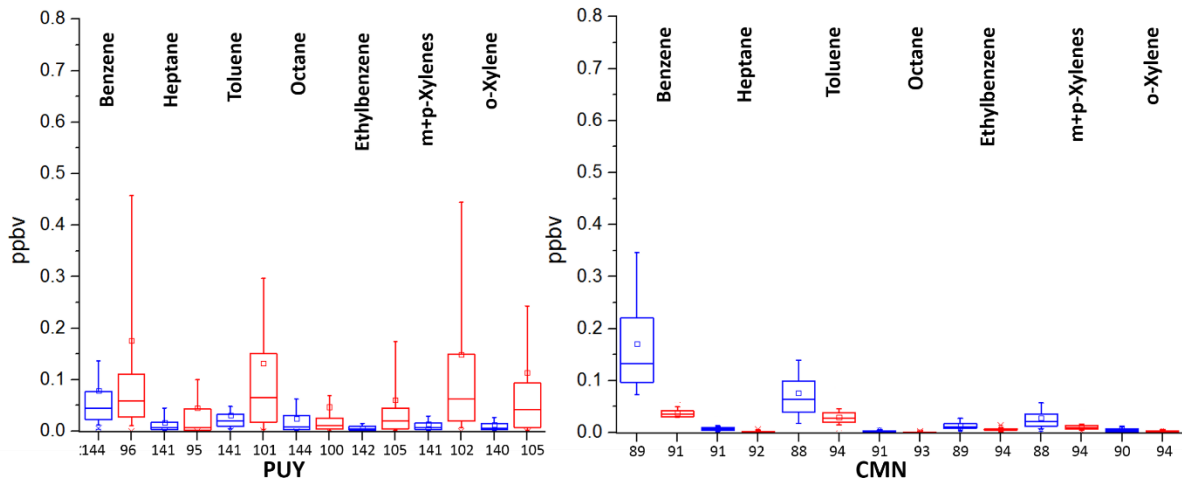 0.8
0.7
0.6
0.5
0.4
0.3
0.2
0.1
0.0
ppbv
Benzene
Heptane
Toluene
Octane
Ethylbenzene
m+p-Xylenes
o-Xylene
144 96 141 95 141 101 144 100 142 105 141 102 140 105
PUY
0.8
0.7
0.6
0.5
0.4
0.3
0.2
0.1
0.0
ppbv
Benzene
Heptane
Toluene
Octane
Ethylbenzene
m+p-Xylenes
o-Xylene
89 91 91 92 88 94 91 93 89 94 88 94 90 94
CMN